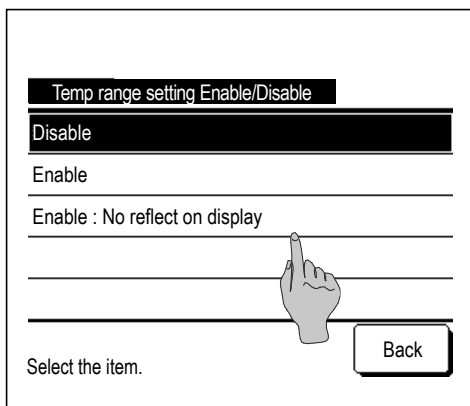 Temp range setting Enable/Disable
Disable
Enable
Enable : No reflect on display
Select the item.
Back